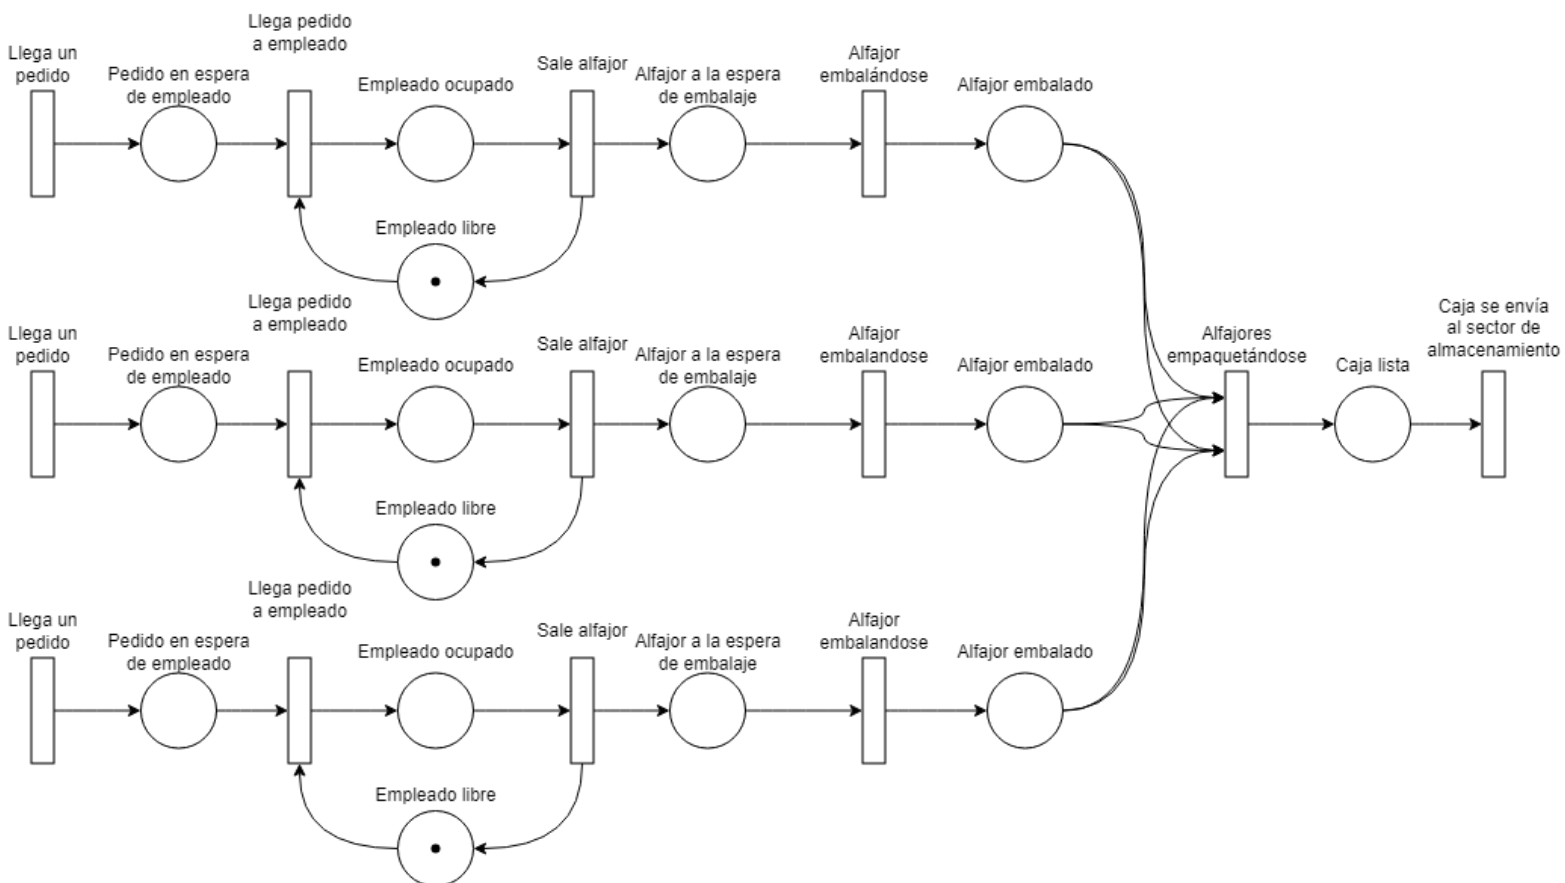 Llega un
pedido
Pedido en espera
de empleado
Llega pedido
a empleado
Empleado ocupado
Sale alfajor
Alfajor a la espera
de embalaje
Alfajor
embalándose
Alfajor embalado
Empleado libre
Llega un
pedido
Pedido en espera
de empleado
Llega pedido
a empleado
Empleado ocupado
Sale alfajor
Alfajor a la espera
de embalaje
Alfajor
embalandose
Alfajor embalado
Alfajores
empaquetándose
Caja lista
Caja se envía
al sector de
almacenamiento
Empleado libre
Llega un
pedido
Pedido en espera
de empleado
Llega pedido
a empleado
Empleado ocupado
Sale alfajor
Alfajor a la espera
de embalaje
Alfajor
embalandose
Alfajor embalado
Empleado libre